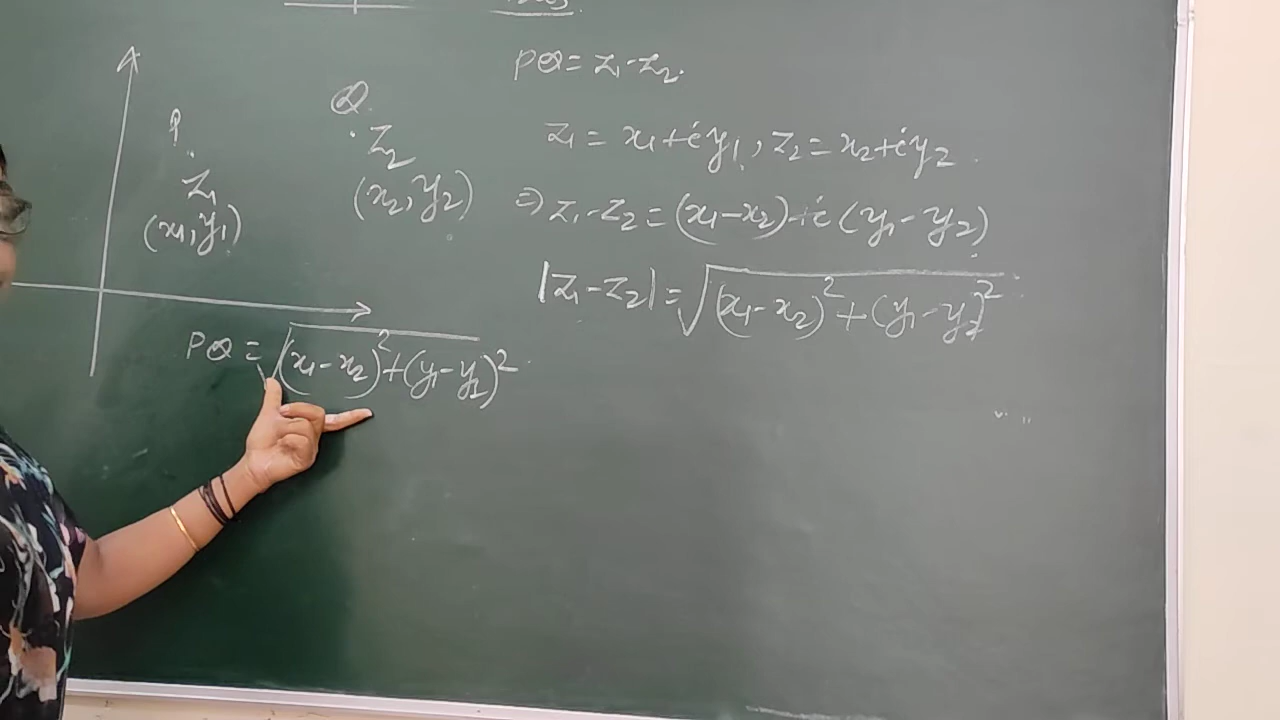 PQ = z₁ - z₂.
P.
Q.
z₁
(x₁, y₁)
. z₂
(x₂, y₂)
z₁ = x₁ + iy₁, z₂ = x₂ + iy₂.
⇒ z₁ - z₂ = (x₁ - x₂) + i (y₁ - y₂)
|z₁ - z₂| = √(x₁ - x₂)² + (y₁ - y₂)²
PQ = √(x₁ - x₂)² + (y₁ - y₂)²